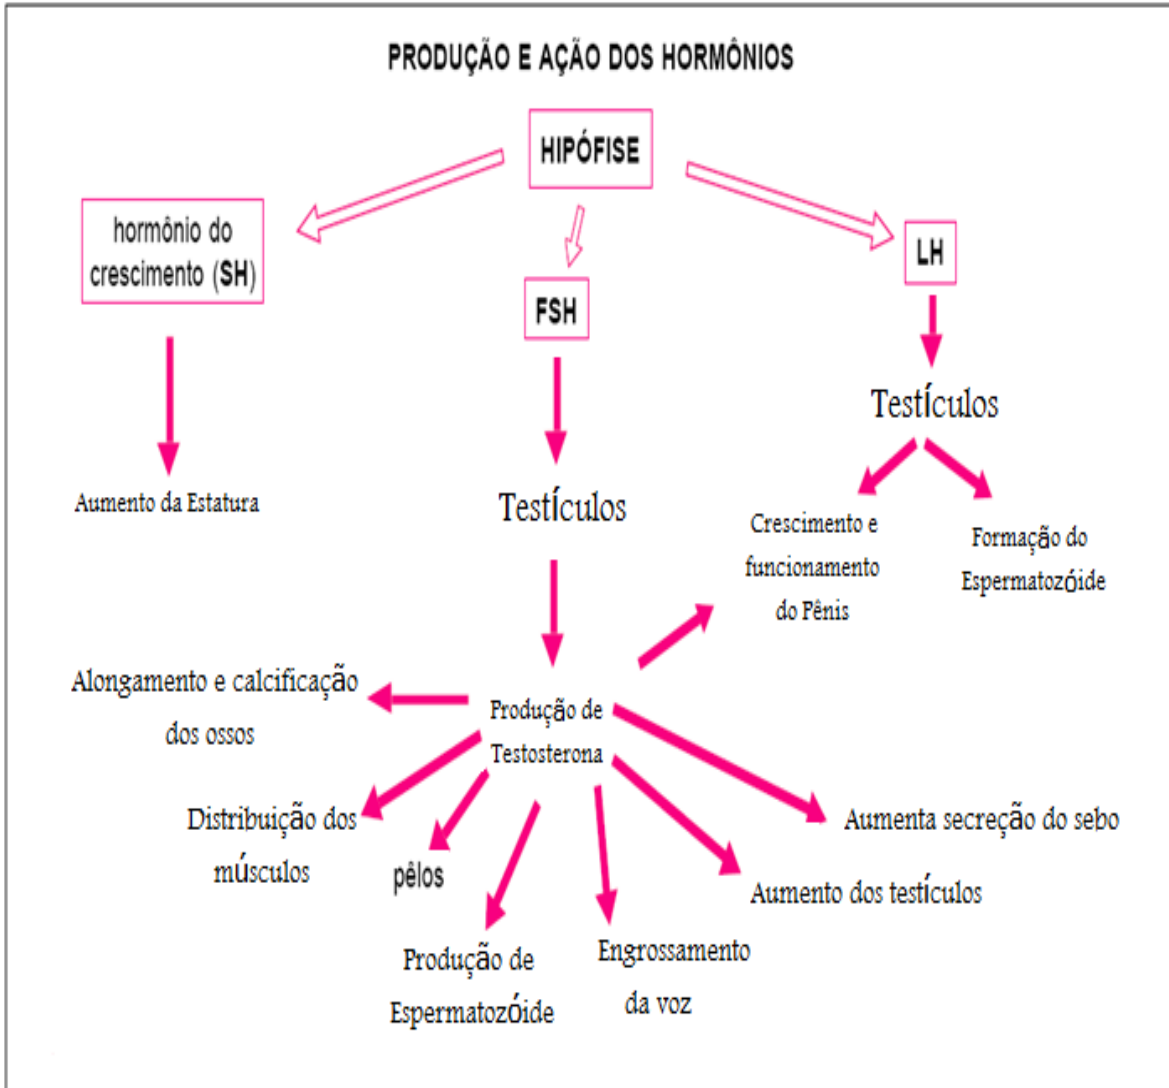 PRODUÇÃO E AÇÃO DOS HORMÔNIOS
HIPÓFISE
hormônio do
crescimento (SH)
FSH
LH
Aumento da Estatura
Testículos
Testículos
Crescimento e
funcionamento
do Pênis
Formação do
Espermatozóide
Produção de
Testosterona
Alongamento e calcificação
dos ossos
Distribuição dos
músculos
pêlos
Produção de
Espermatozóide
Engrossamento
da voz
Aumento dos testículos
Aumenta secreção do sebo